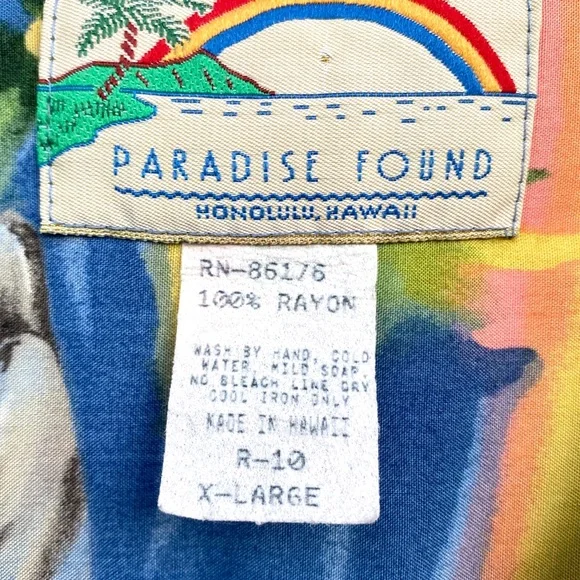 PARADISE FOUND
HONOLULU, HAWAII
RN-86176
100% RAYON
WASH BY HAND, COLD
WATER, MILD SOAP,
NO BLEACH LINE DRY
COOL IRON ONLY
MADE IN HAWAII
R-10
X-LARGE